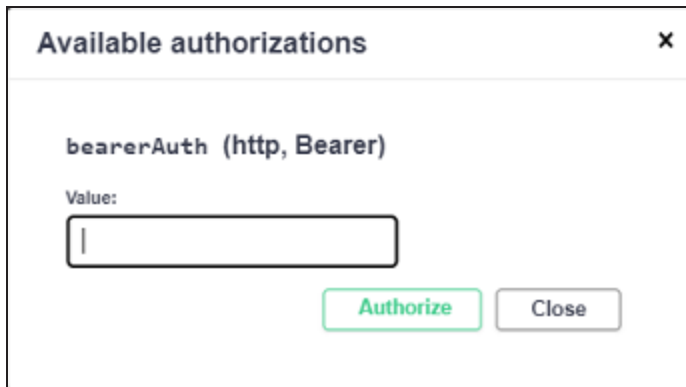 Available authorizations ×
bearerAuth (http, Bearer)
Value:
Authorize Close